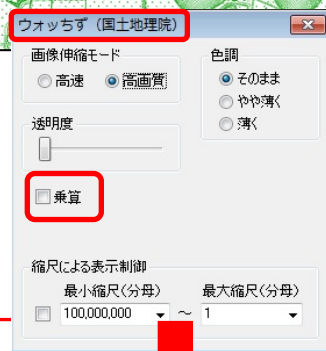 ウォッちず（国土地理院）
画像伸縮モード
高速 高画質
色調
そのまま
やや薄く
薄く
透明度
乗算
縮尺による表示制御
最小縮尺(分母) 最大縮尺(分母)
100,000,000 ～ 1